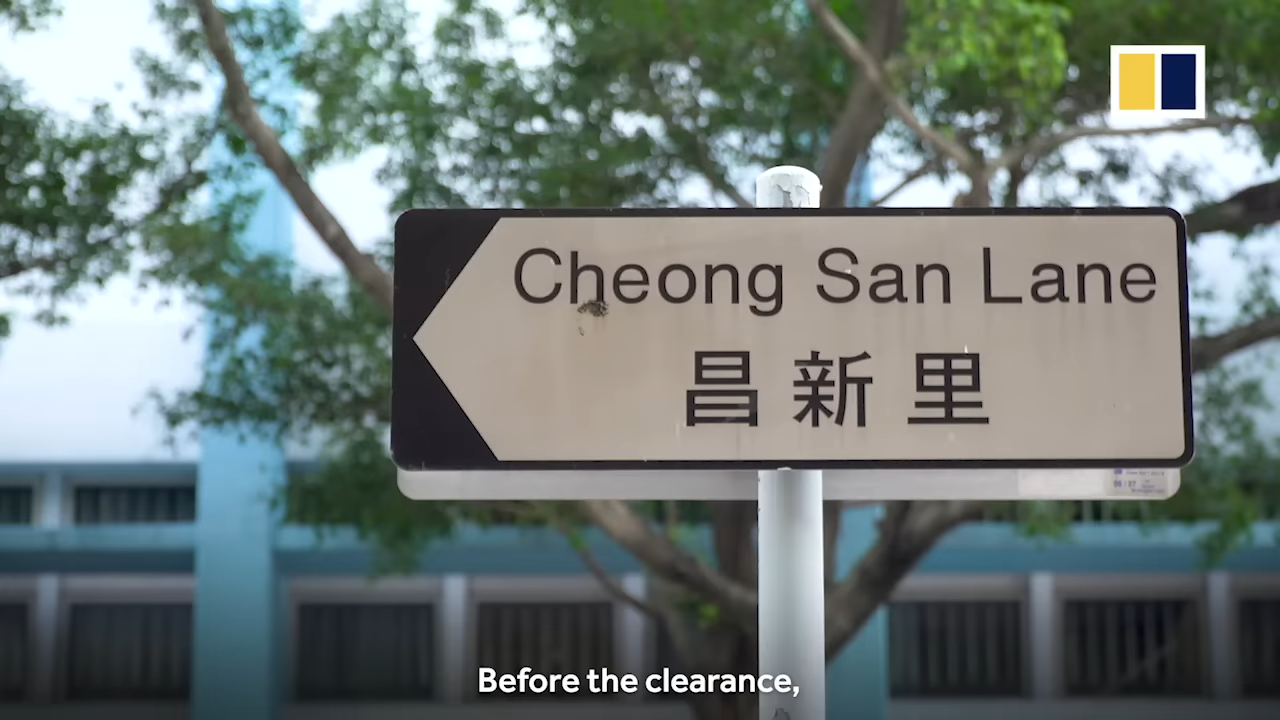 Cheong San Lane
昌新里
Before the clearance,